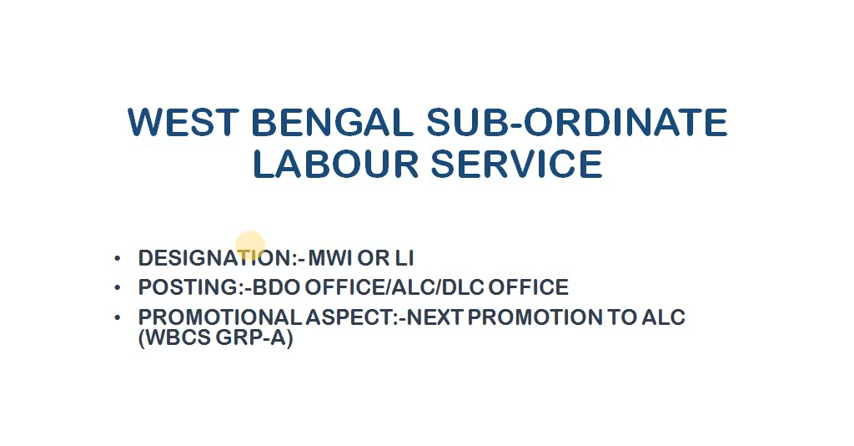 WEST BENGAL SUB-ORDINATE
LABOUR SERVICE
• DESIGNATION:- MWI OR LI
• POSTING:-BDO OFFICE/ALC/DLC OFFICE
• PROMOTIONAL ASPECT:-NEXT PROMOTION TO ALC
(WBCS GRP-A)